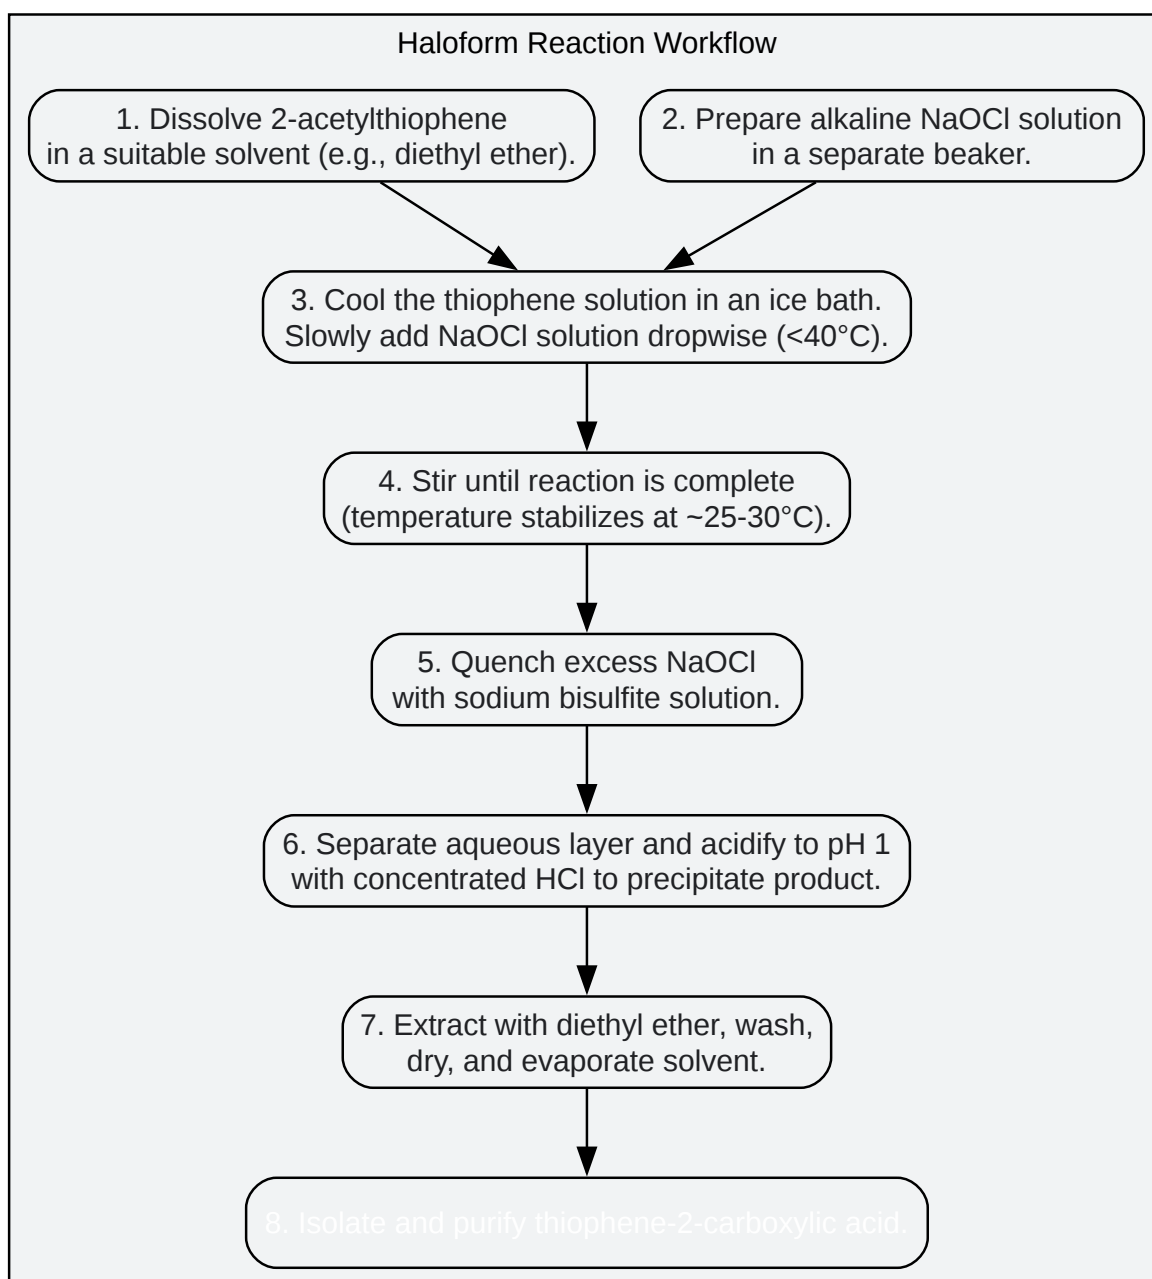 Haloform Reaction Workflow
1. Dissolve 2-acetylthiophene
in a suitable solvent (e.g., diethyl ether).
2. Prepare alkaline NaOCl solution
in a separate beaker.
3. Cool the thiophene solution in an ice bath.
Slowly add NaOCl solution dropwise (<40°C).
4. Stir until reaction is complete
(temperature stabilizes at ~25-30°C).
5. Quench excess NaOCl
with sodium bisulfite solution.
6. Separate aqueous layer and acidify to pH 1
with concentrated HCl to precipitate product.
7. Extract with diethyl ether, wash,
dry, and evaporate solvent.
8. Isolate and purify thiophene-2-carboxylic acid.